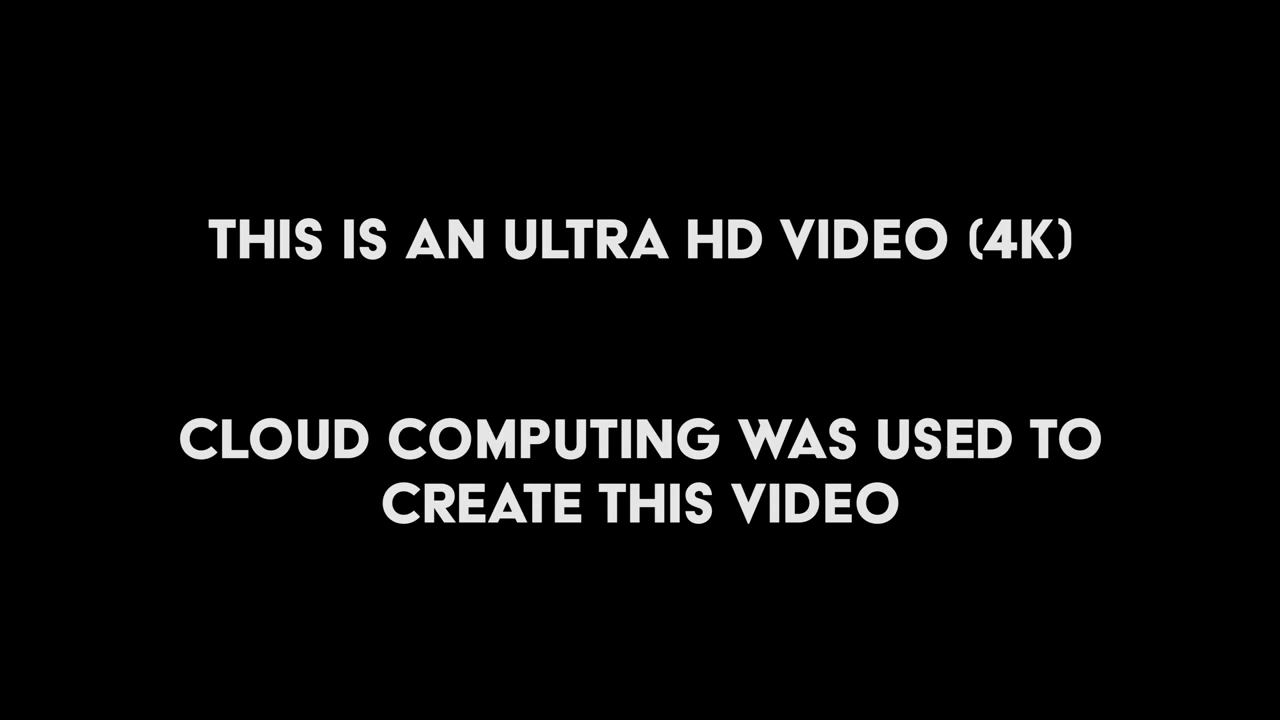 THIS IS AN ULTRA HD VIDEO (4K)
CLOUD COMPUTING WAS USED TO
CREATE THIS VIDEO